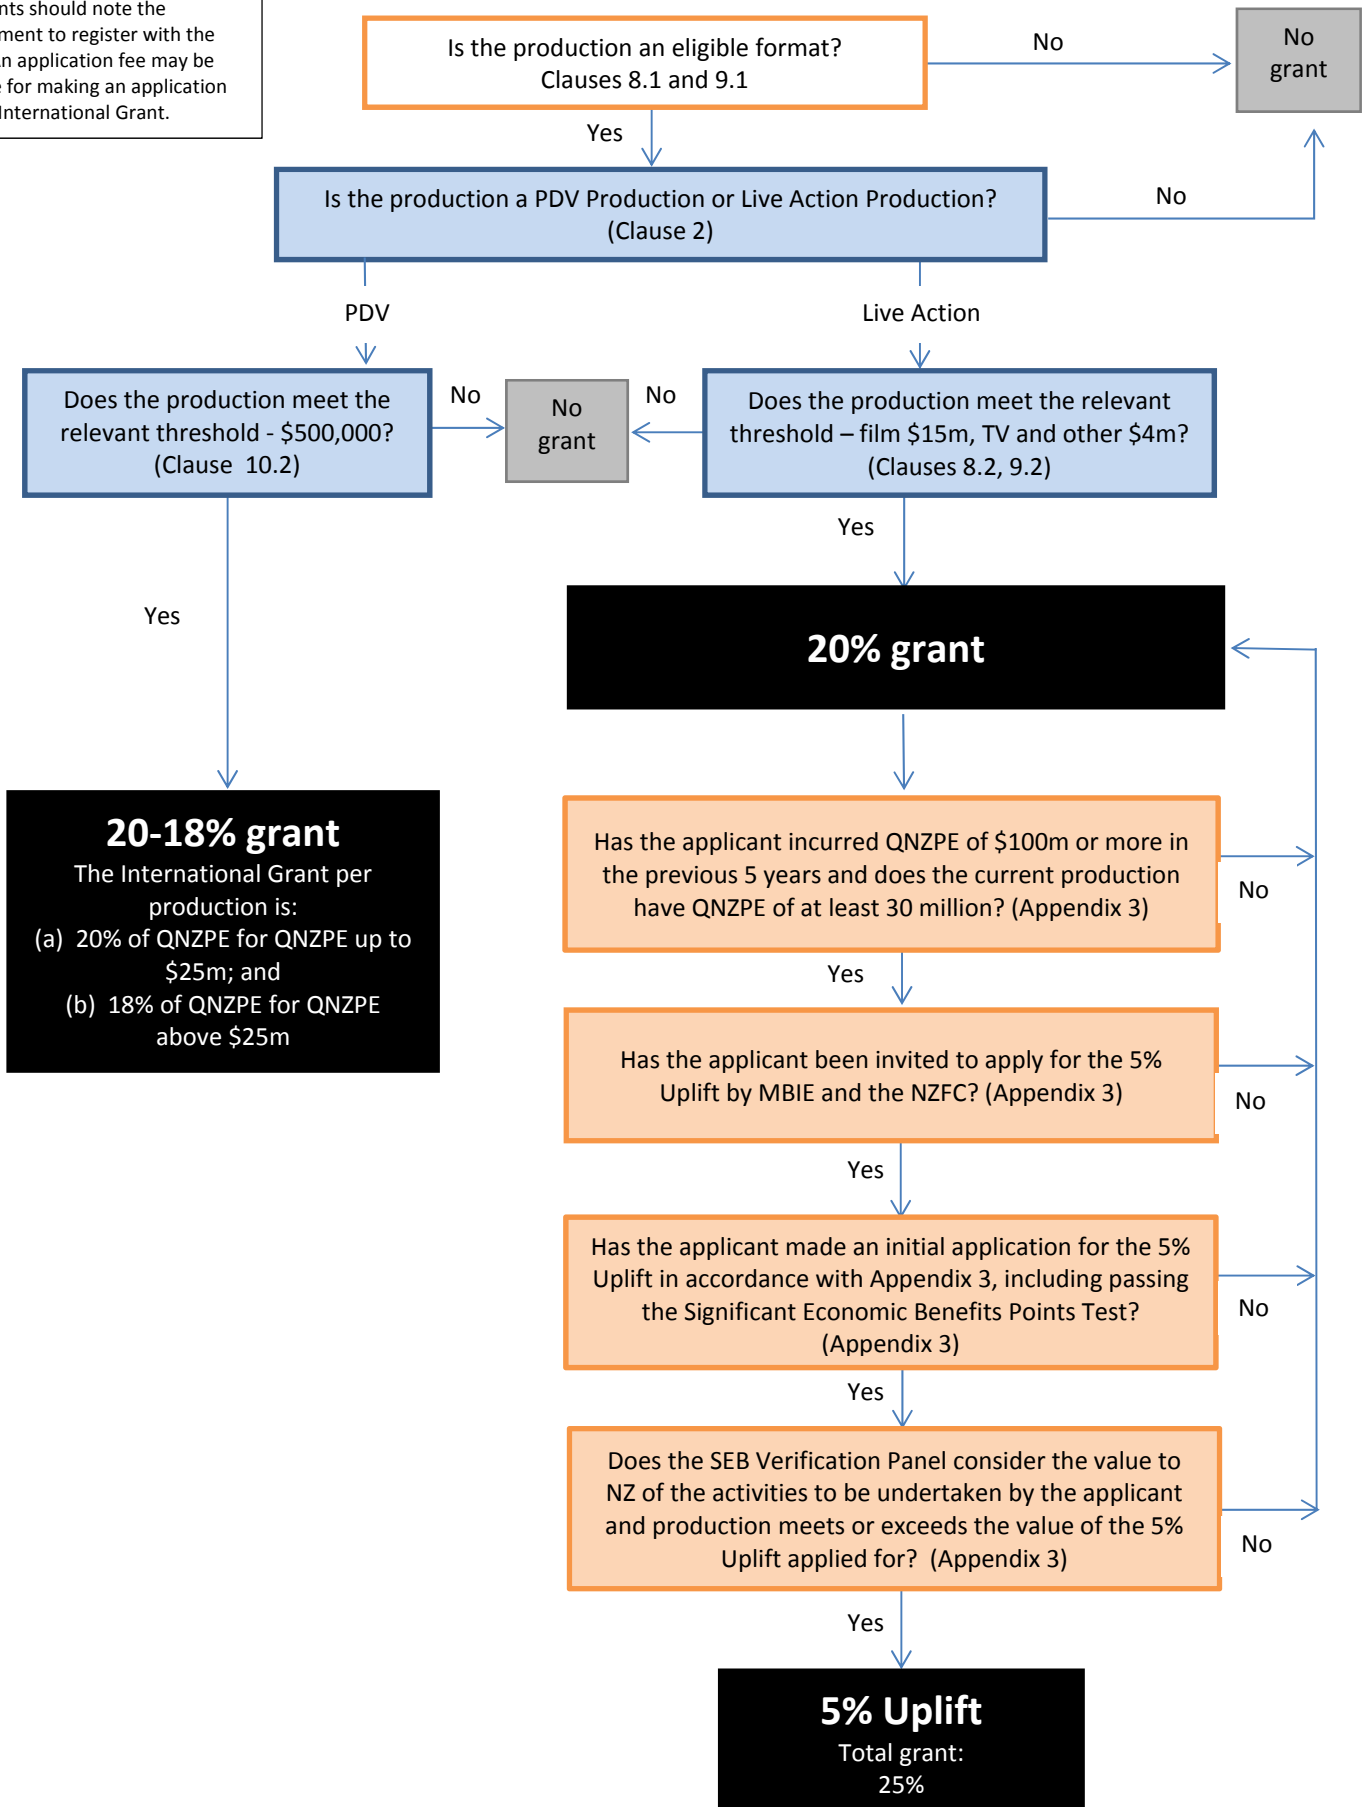 should note the
to register with the
application fee may be
for making an application
International Grant.
Is the production an eligible format?
Clauses 8.1 and 9.1
No
No
grant
Yes
Is the production a PDV Production or Live Action Production?
(Clause 2)
No
PDV
Live Action
Does the production meet the
relevant threshold - $500,000?
(Clause 10.2)
No
No
grant
No
Does the production meet the relevant
threshold – film $15m, TV and other $4m?
(Clauses 8.2, 9.2)
Yes
Yes
20% grant
20-18% grant
The International Grant per
production is:
(a) 20% of QNZPE for QNZPE up to
$25m; and
(b) 18% of QNZPE for QNZPE
above $25m
Has the applicant incurred QNZPE of $100m or more in
the previous 5 years and does the current production
have QNZPE of at least 30 million? (Appendix 3)
No
Yes
Has the applicant been invited to apply for the 5%
Uplift by MBIE and the NZFC? (Appendix 3)
No
Yes
Has the applicant made an initial application for the 5%
Uplift in accordance with Appendix 3, including passing
the Significant Economic Benefits Points Test?
(Appendix 3)
No
Yes
Does the SEB Verification Panel consider the value to
NZ of the activities to be undertaken by the applicant
and production meets or exceeds the value of the 5%
Uplift applied for? (Appendix 3)
No
Yes
5% Uplift
Total grant:
25%